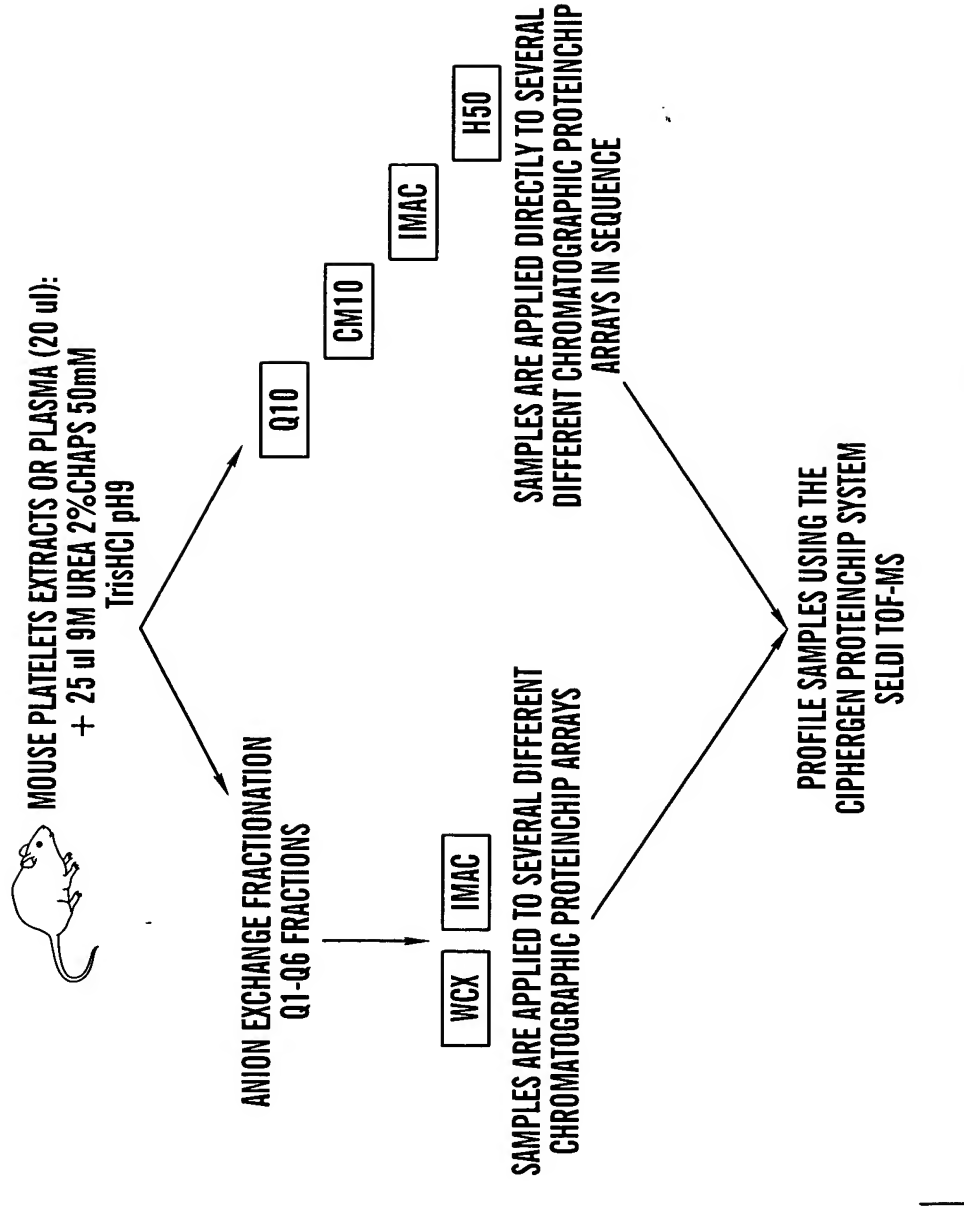 MOUSE PLATELETS EXTRACTS OR PLASMA (20 ul):
+ 25 ul 9M UREA 2%CHAPS 50mM
TrisHCl pH9
ANION EXCHANGE FRACTIONATION
Q1-Q6 FRACTIONS
WCX
IMAC
SAMPLES ARE APPLIED TO SEVERAL DIFFERENT
CHROMATOGRAPHIC PROTEINCHIP ARRAYS
Q10
CM10
IMAC
H50
SAMPLES ARE APPLIED DIRECTLY TO SEVERAL
DIFFERENT CHROMATOGRAPHIC PROTEINCHIP
ARRAYS IN SEQUENCE
PROFILE SAMPLES USING THE
CIPHERGEN PROTEINCHIP SYSTEM
SELDI TOF-MS